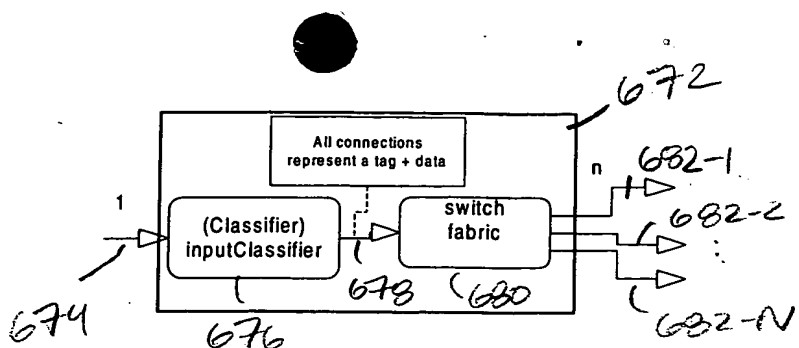 672
All connections
represent a tag + data
n
682-1
1
(Classifier)
inputClassifier
switch
fabric
682-2
674
676
678
680
682-N